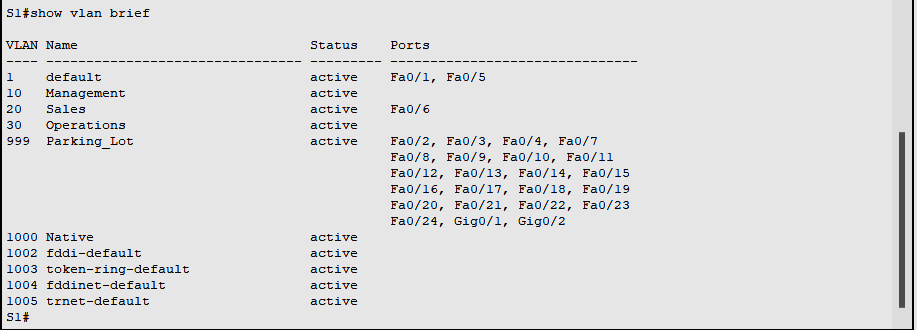 S1#show vlan brief
VLAN Name                             Status    Ports
---- -------------------------------- --------- -------------------------------
1    default                          active    Fa0/1, Fa0/5
10   Management                       active
20   Sales                            active    Fa0/6
30   Operations                       active
999  Parking_Lot                      active    Fa0/2, Fa0/3, Fa0/4, Fa0/7
                                                Fa0/8, Fa0/9, Fa0/10, Fa0/11
                                                Fa0/12, Fa0/13, Fa0/14, Fa0/15
                                                Fa0/16, Fa0/17, Fa0/18, Fa0/19
                                                Fa0/20, Fa0/21, Fa0/22, Fa0/23
                                                Fa0/24, Gig0/1, Gig0/2
1000 Native                           active
1002 fddi-default                     active
1003 token-ring-default               active
1004 fddinet-default                  active
1005 trnet-default                    active
S1#